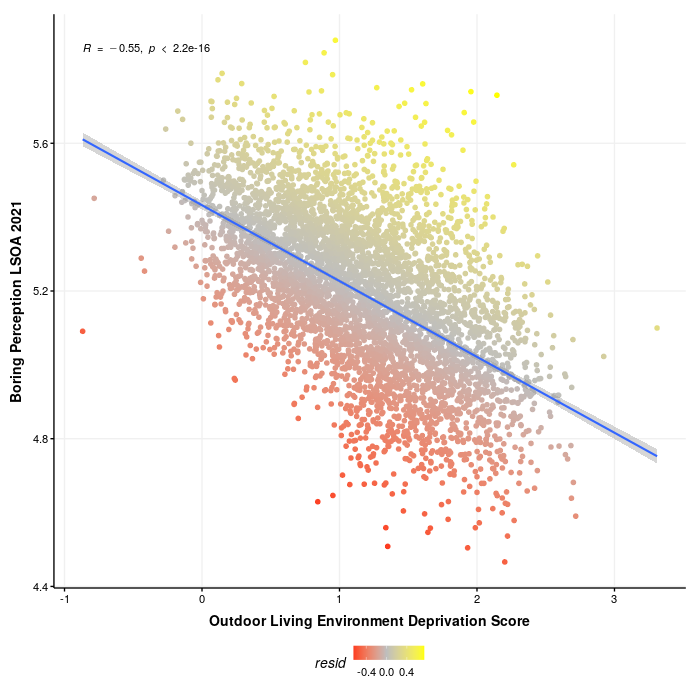 R = −0.55, p < 2.2e-16
Boring Perception LSOA 2021
5.6
5.2
4.8
4.4
-1 0 1 2 3
Outdoor Living Environment Deprivation Score
resid
-0.4 0.0 0.4